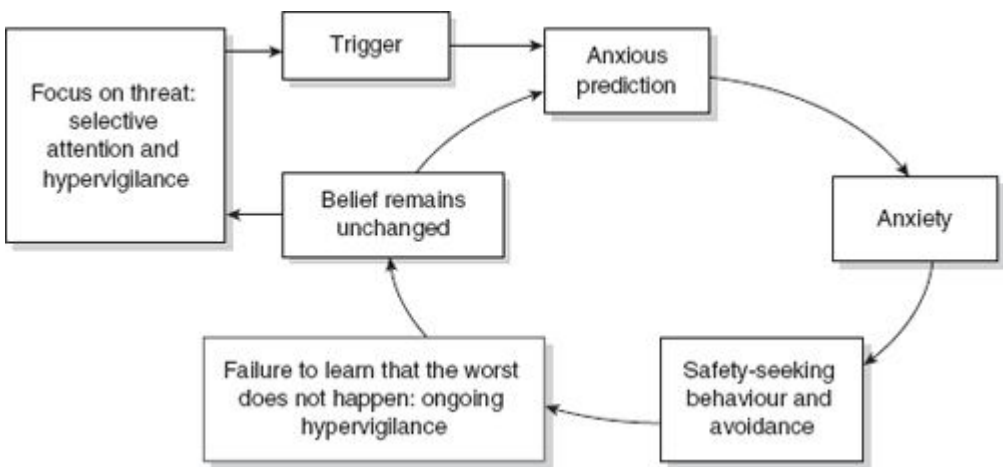 Focus on threat:
selective
attention and
hypervigilance
Trigger
Anxious
prediction
Anxiety
Safety-seeking
behaviour and
avoidance
Failure to learn that the worst
does not happen: ongoing
hypervigilance
Belief remains
unchanged